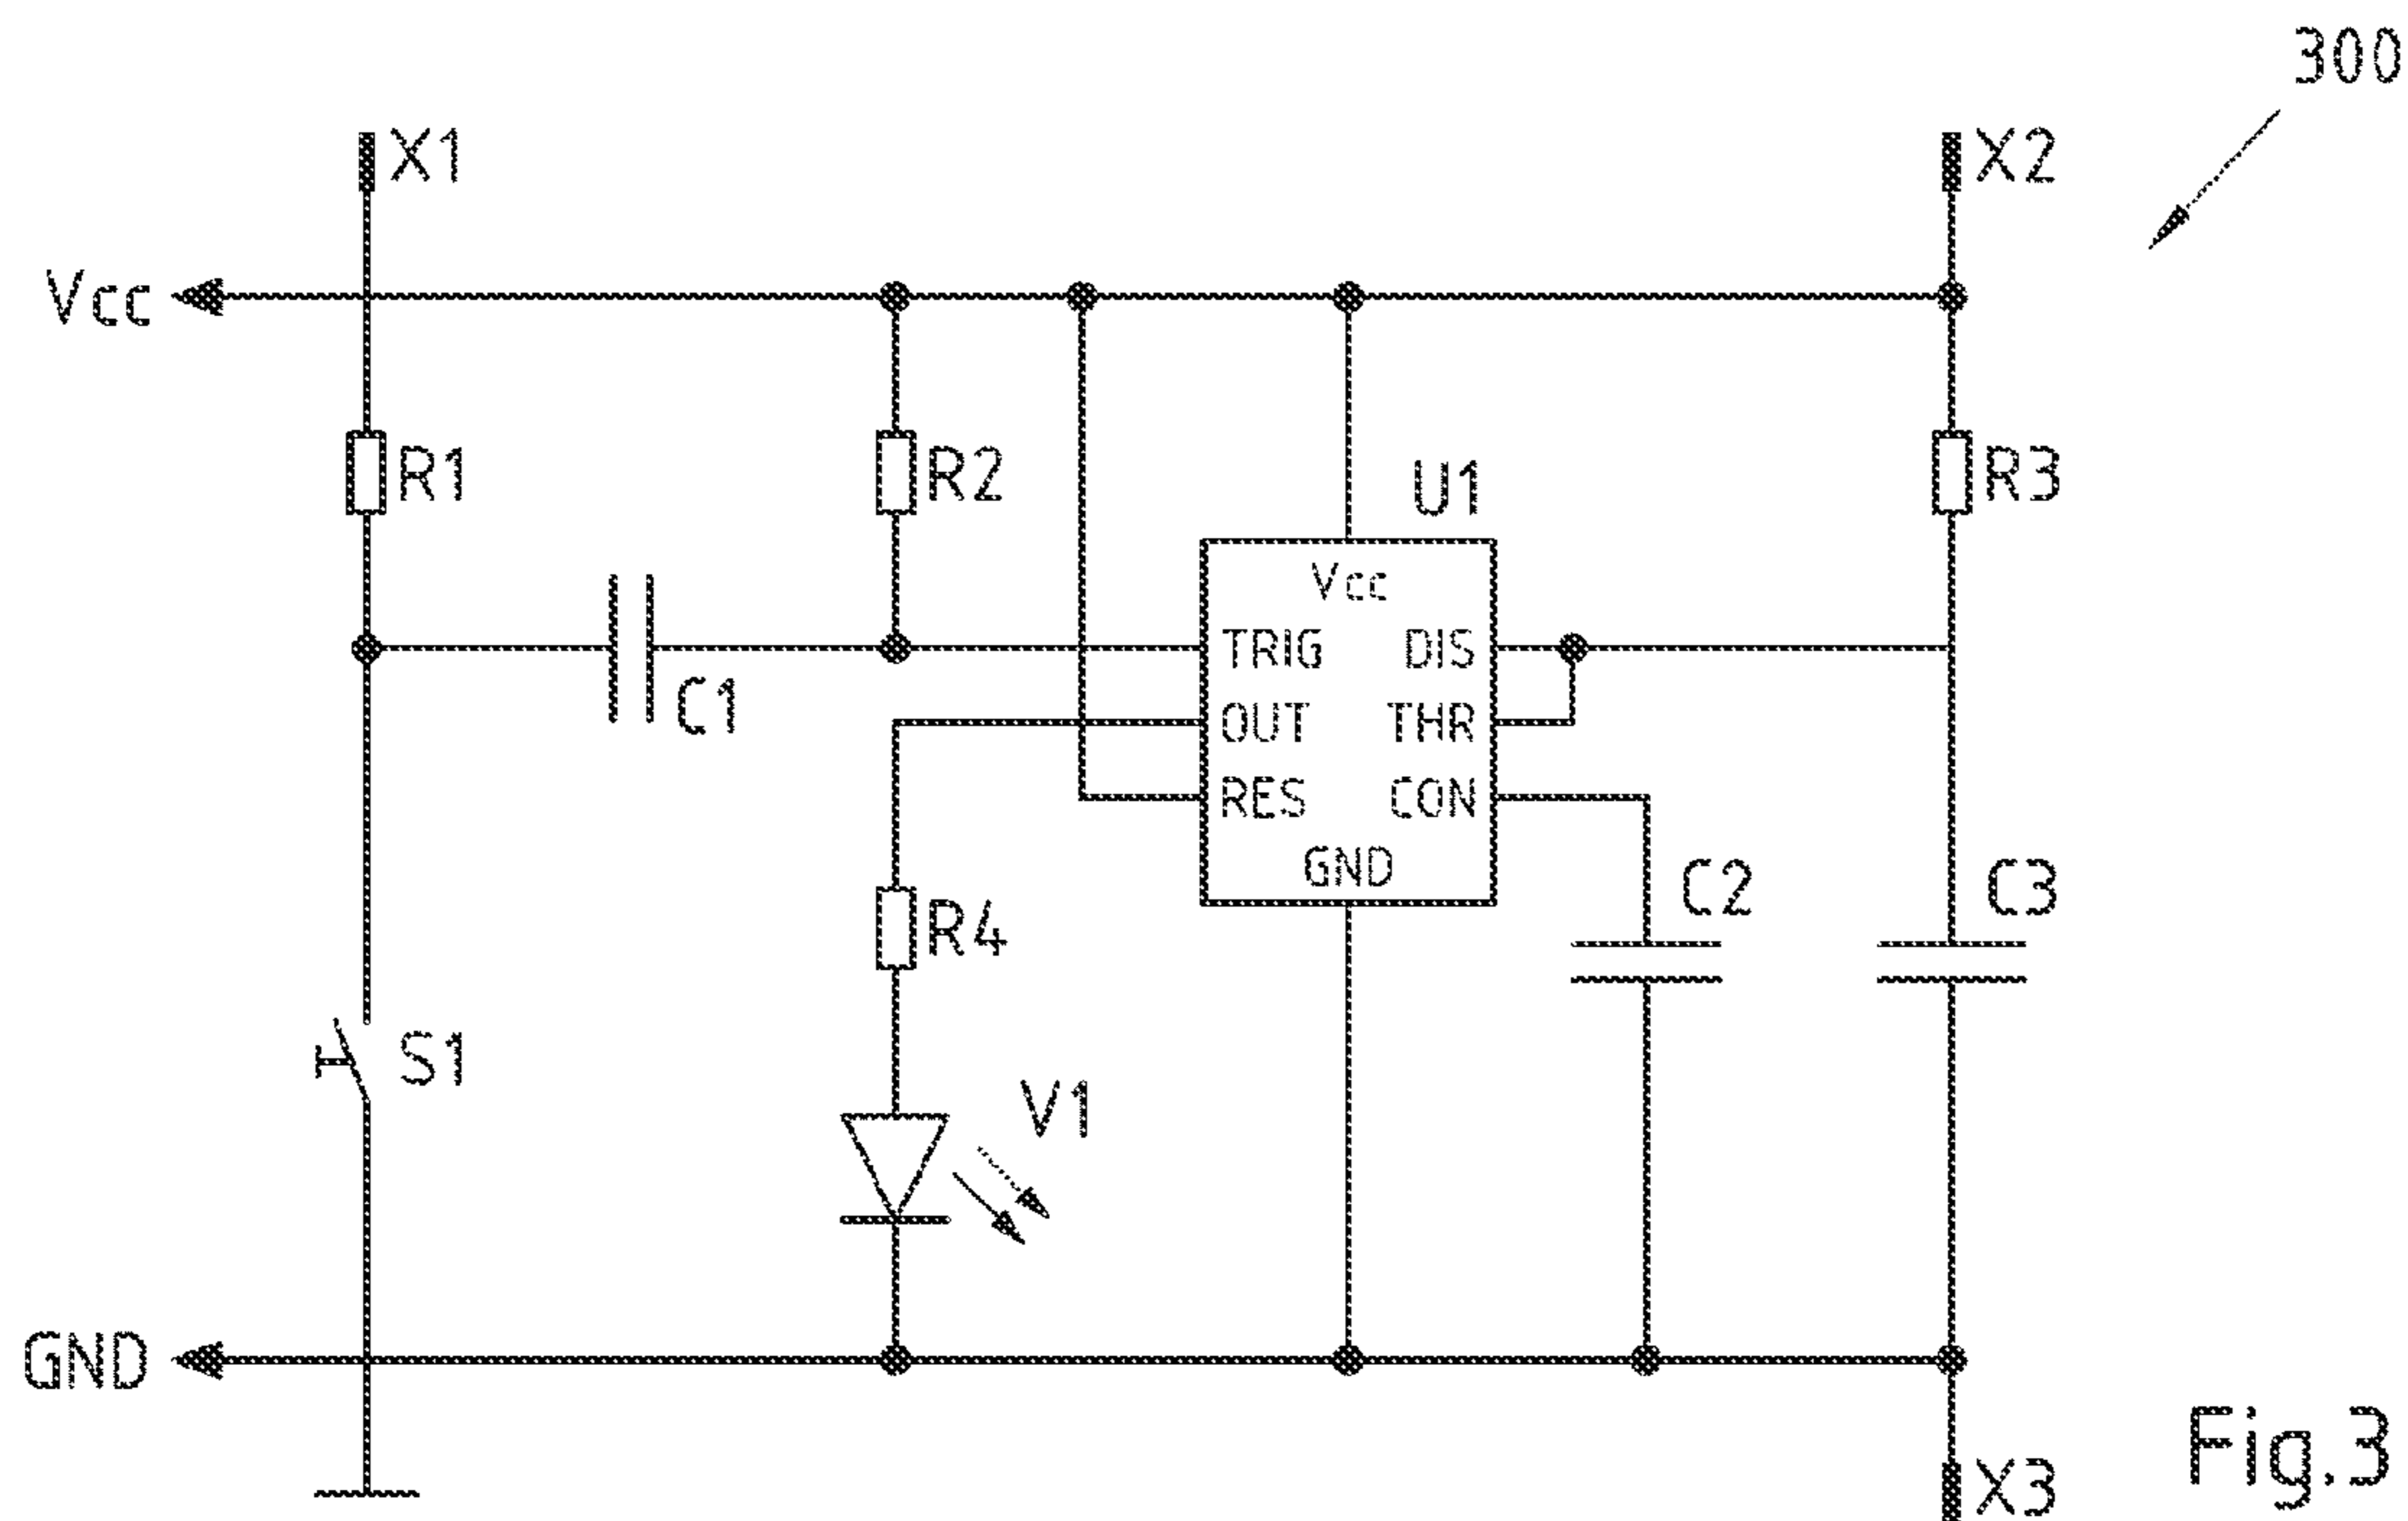 300
X1
X2
Vcc
R1
R2
U1
R3
Vcc
TRIG
DIS
C1
OUT
THR
RES
CON
GND
C2
C3
R4
S1
V1
GND
Fig.3
X3